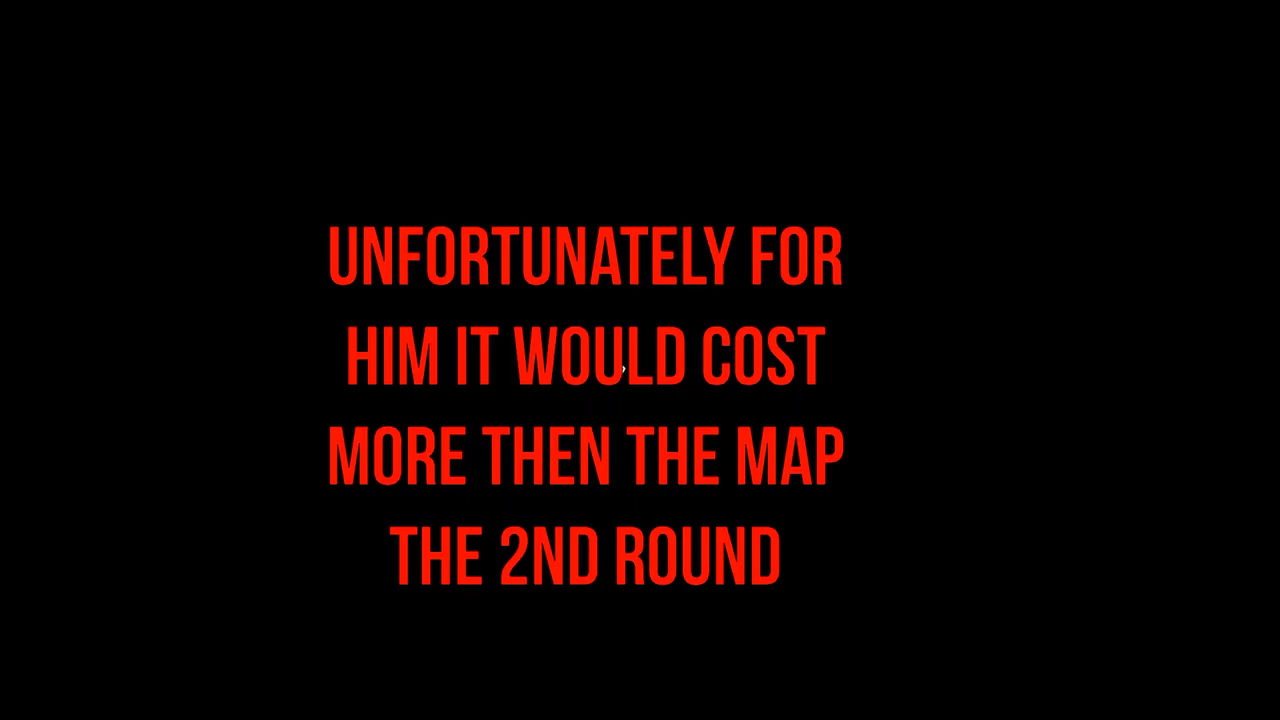 UNFORTUNATELY FOR
HIM IT WOULD COST
MORE THEN THE MAP
THE 2ND ROUND